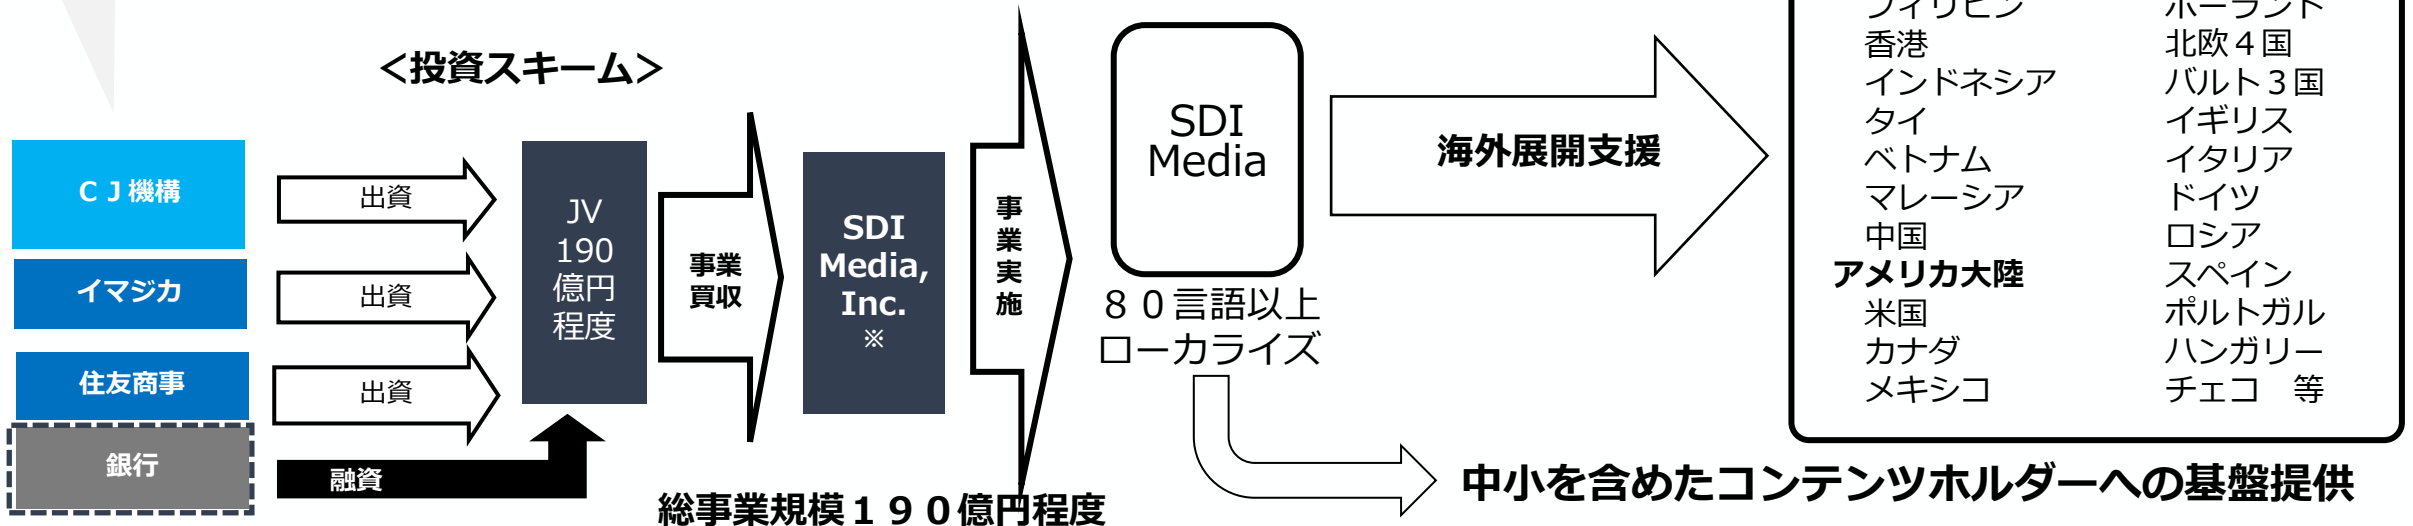 ＜投資スキーム＞
ＣＪ機構
イマジカ
住友商事
銀行
出資
出資
出資
融資
JV
190
億円
程度
事業
買収
SDI
Media,
Inc.
※
事業実施
総事業規模１９０億円程度
SDI
Media
８０言語以上
ローカライズ
海外展開支援
フィリピン
香港
インドネシア
タイ
ベトナム
マレーシア
中国
アメリカ大陸
米国
カナダ
メキシコ
ポーランド
北欧４国
バルト３国
イギリス
イタリア
ドイツ
ロシア
スペイン
ポルトガル
ハンガリー
チェコ　等
中小を含めたコンテンツホルダーへの基盤提供